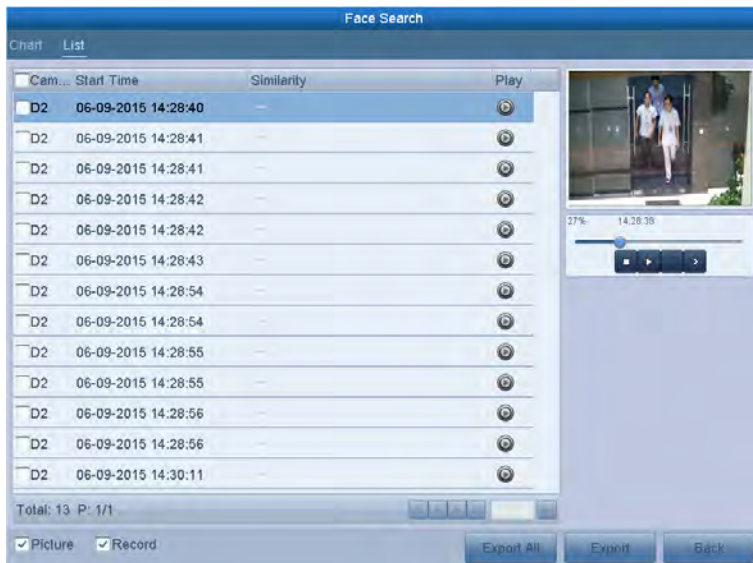 Face Search
Chart List
Cam... Start Time Similarity Play
D2 06-09-2015 14:28:40 —
D2 06-09-2015 14:28:41 —
D2 06-09-2015 14:28:41 —
D2 06-09-2015 14:28:42 —
D2 06-09-2015 14:28:42 —
D2 06-09-2015 14:28:43 —
D2 06-09-2015 14:28:54 —
D2 06-09-2015 14:28:54 —
D2 06-09-2015 14:28:55 —
D2 06-09-2015 14:28:55 —
D2 06-09-2015 14:28:56 —
D2 06-09-2015 14:28:56 —
D2 06-09-2015 14:30:11 —
27% 14:28:38
Total: 13 P: 1/1
Picture Record Export All Export Back